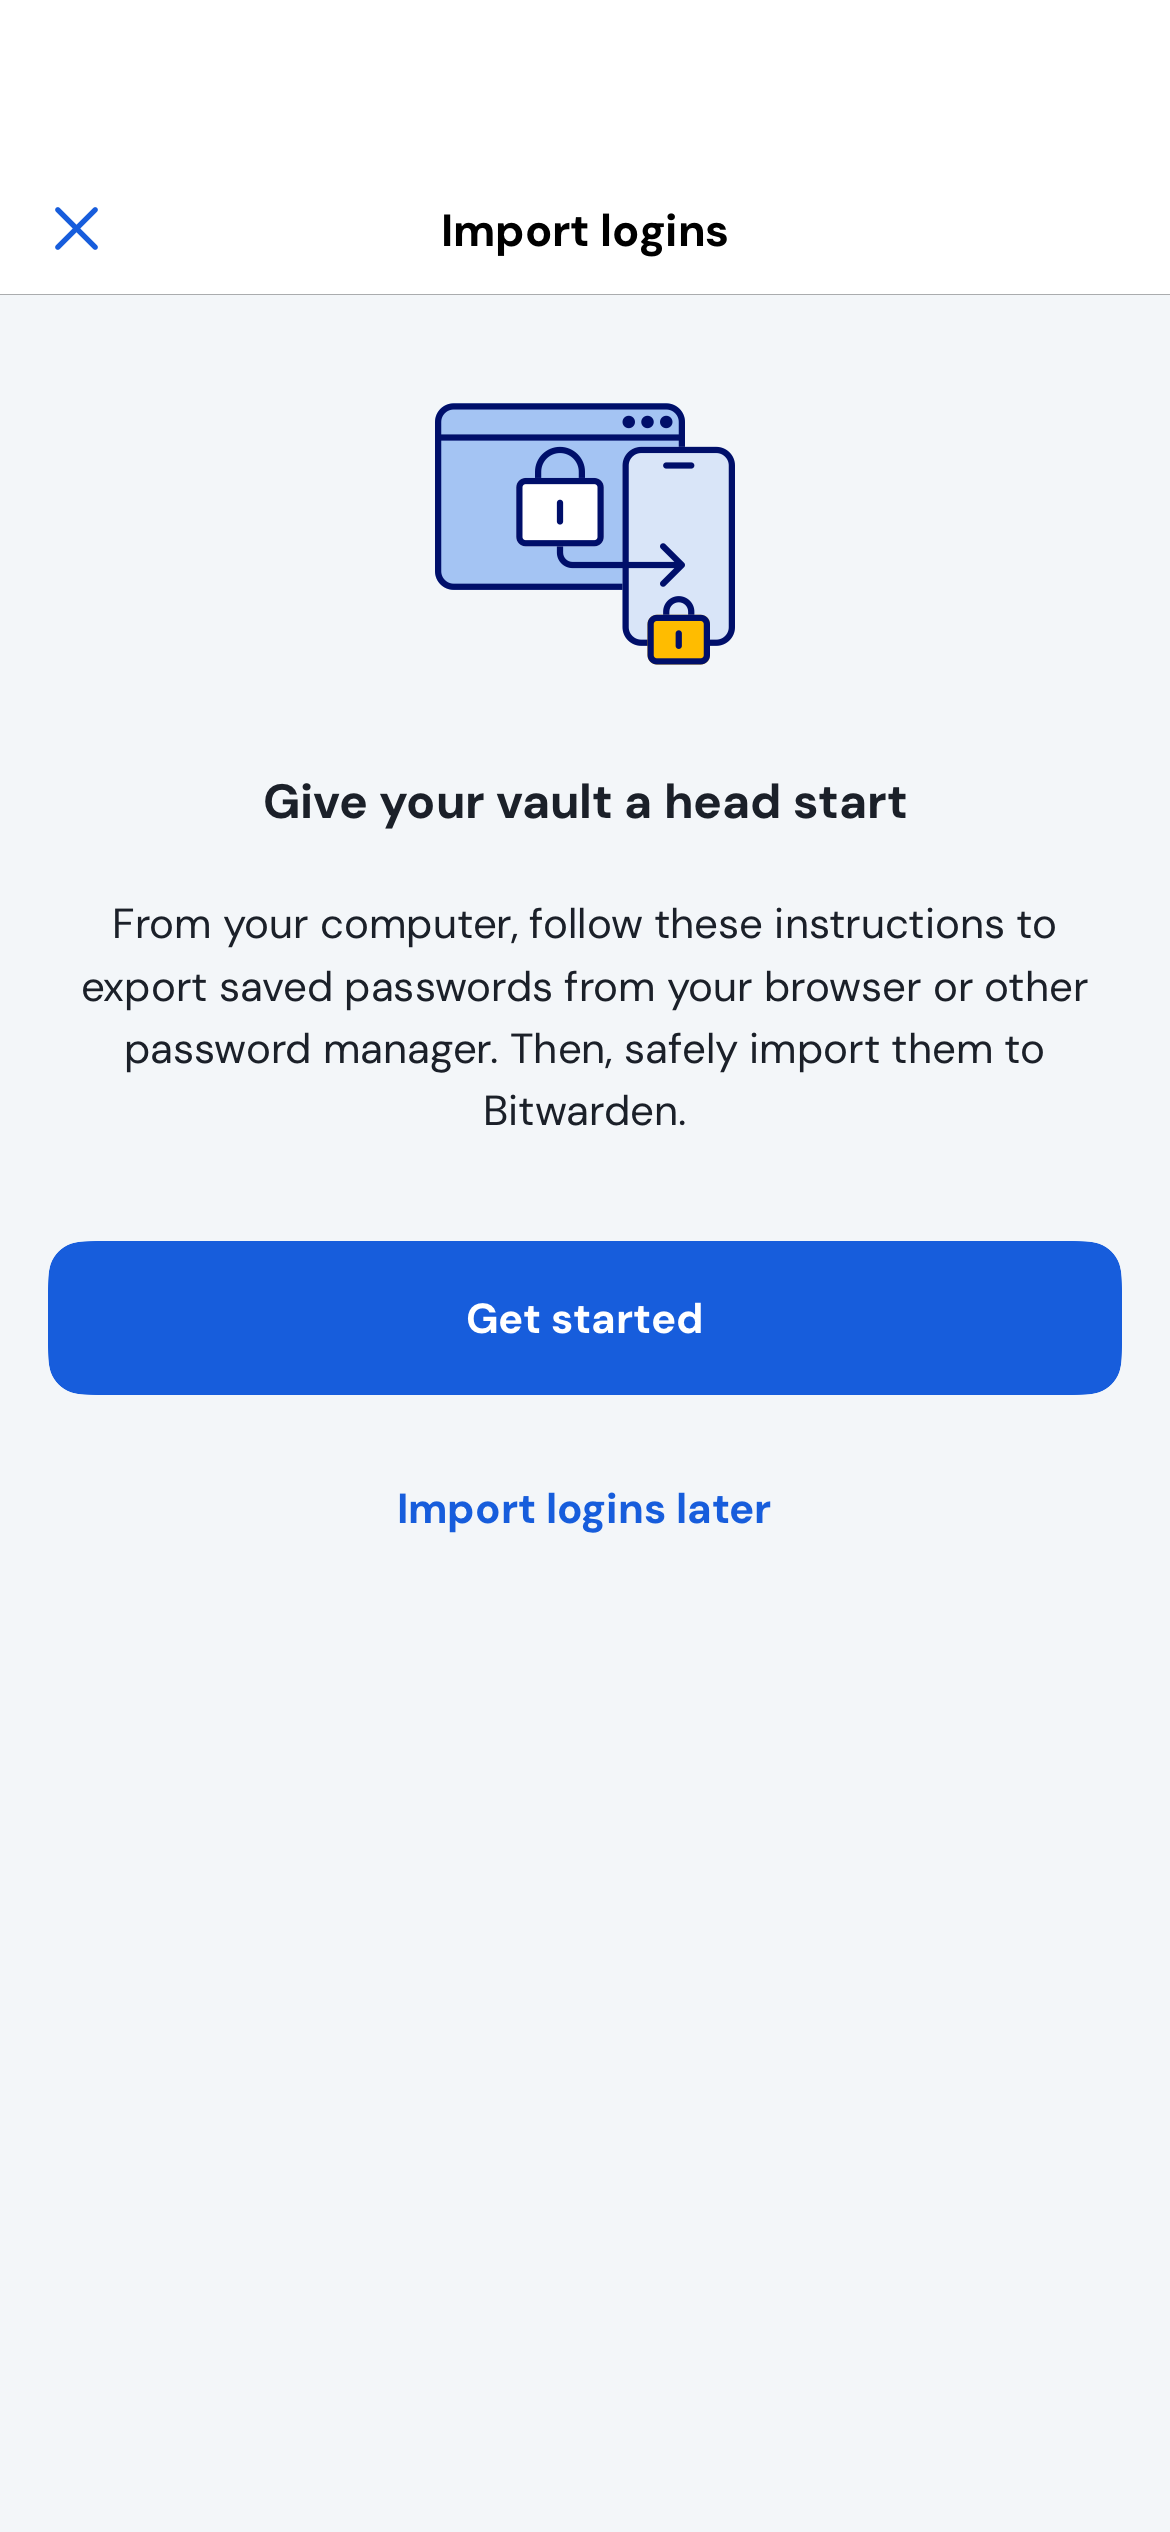 Import logins
Give your vault a head start
From your computer, follow these instructions to
export saved passwords from your browser or other
password manager. Then, safely import them to
Bitwarden.
Get started
Import logins later